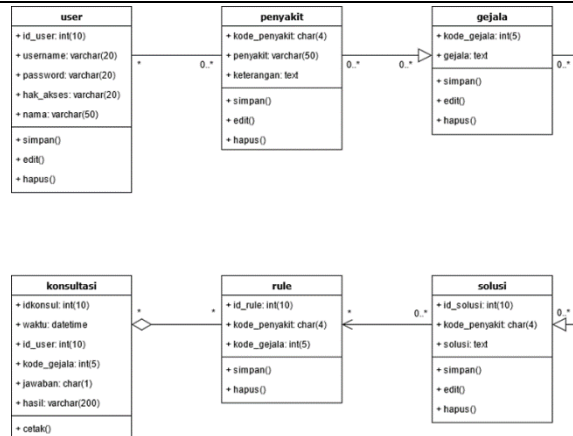 user
+ id_user: int(10)
+ username: varchar(20)
+ password: varchar(20)
+ hak_akses: varchar(20)
+ nama: varchar(50)
+ simpan()
+ edit()
+ hapus()
*
0..*
penyakit
+ kode_penyakit: char(4)
+ penyakit: varchar(50)
+ keterangan: text
+ simpan()
+ edit()
+ hapus()
0..*
0..*
gejala
+ kode_gejala: int(5)
+ gejala: text
+ simpan()
+ edit()
+ hapus()
0..*
konsultasi
+ idkonsul: int(10)
+ waktu: datetime
+ id_user: int(10)
+ kode_gejala: int(5)
+ jawaban: char(1)
+ hasil: varchar(200)
+ cetak()
*
*
rule
+ id_rule: int(10)
+ kode_penyakit: char(4)
+ kode_gejala: int(5)
+ simpan()
+ hapus()
*
0..*
solusi
+ id_solusi: int(10)
+ kode_penyakit: char(4)
+ solusi: text
+ simpan()
+ edit()
+ hapus()
0..*